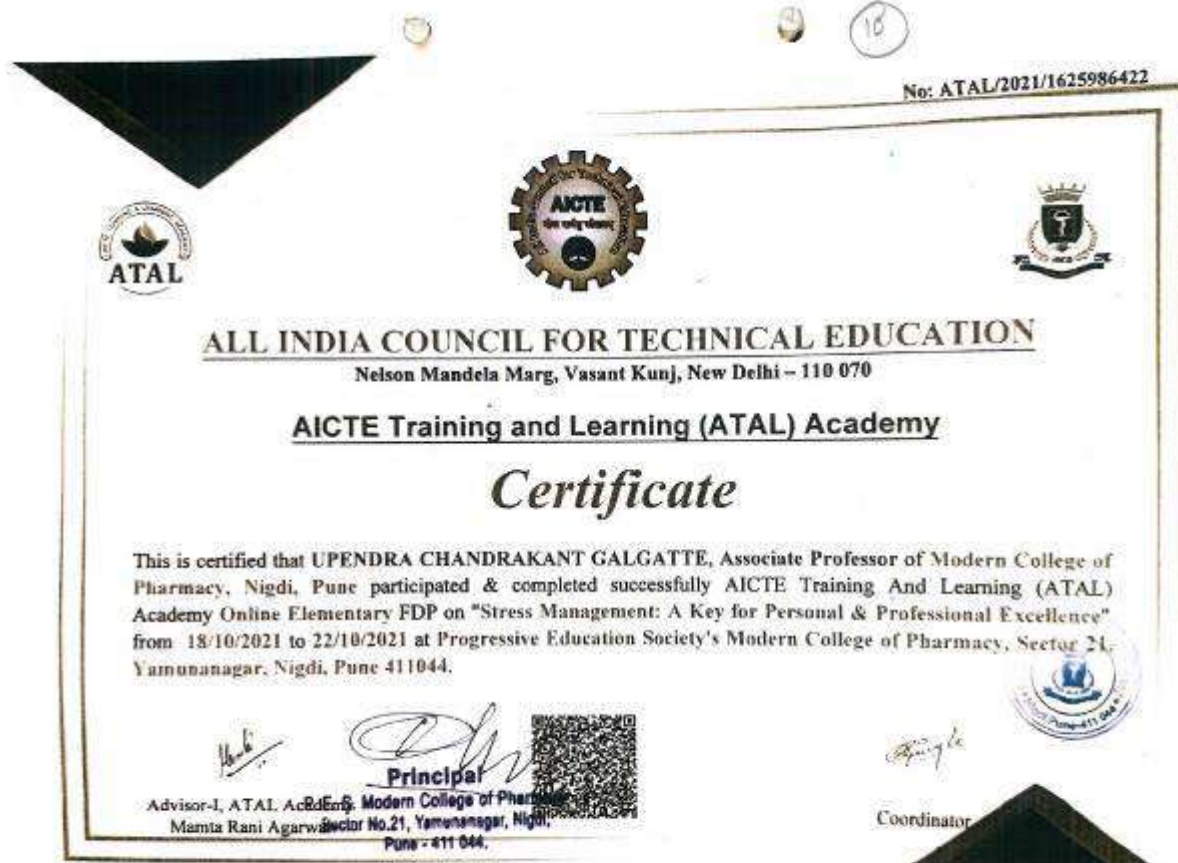 18
No: ATAL/2021/1625986422
AICTE
ATAL
ALL INDIA COUNCIL FOR TECHNICAL EDUCATION
Nelson Mandela Marg, Vasant Kunj, New Delhi – 110 070
AICTE Training and Learning (ATAL) Academy
Certificate
This is certified that UPENDRA CHANDRAKANT GALGATTE, Associate Professor of Modern College of
Pharmacy, Nigdi, Pune participated & completed successfully AICTE Training And Learning (ATAL)
Academy Online Elementary FDP on "Stress Management: A Key for Personal & Professional Excellence"
from 18/10/2021 to 22/10/2021 at Progressive Education Society's Modern College of Pharmacy, Sector 21,
Yamunanagar, Nigdi, Pune 411044.
Principal
P.E.S. Modern College of
Sector No.21, Yamunanagar, Nigdi,
Pune - 411 044.
Advisor-I, ATAL Academy
Mamta Rani Agarwal
Coordinator
Pune-411 044